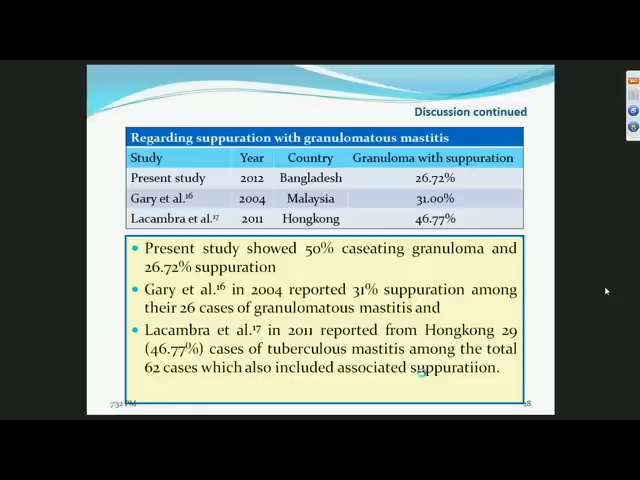 Discussion continued
Regarding suppuration with granulomatous mastitis
Study Year Country Granuloma with suppuration
Present study 2012 Bangladesh 26.72%
Gary et al.¹⁶ 2004 Malaysia 31.00%
Lacambra et al.¹⁷ 2011 Hongkong 46.77%
• Present study showed 50% caseating granuloma and
26.72% suppuration
• Gary et al.¹⁶ in 2004 reported 31% suppuration among
their 26 cases of granulomatous mastitis and
• Lacambra et al.¹⁷ in 2011 reported from Hongkong 29
(46.77%) cases of tuberculous mastitis among the total
62 cases which also included associated suppuratiion.
7:32 PM